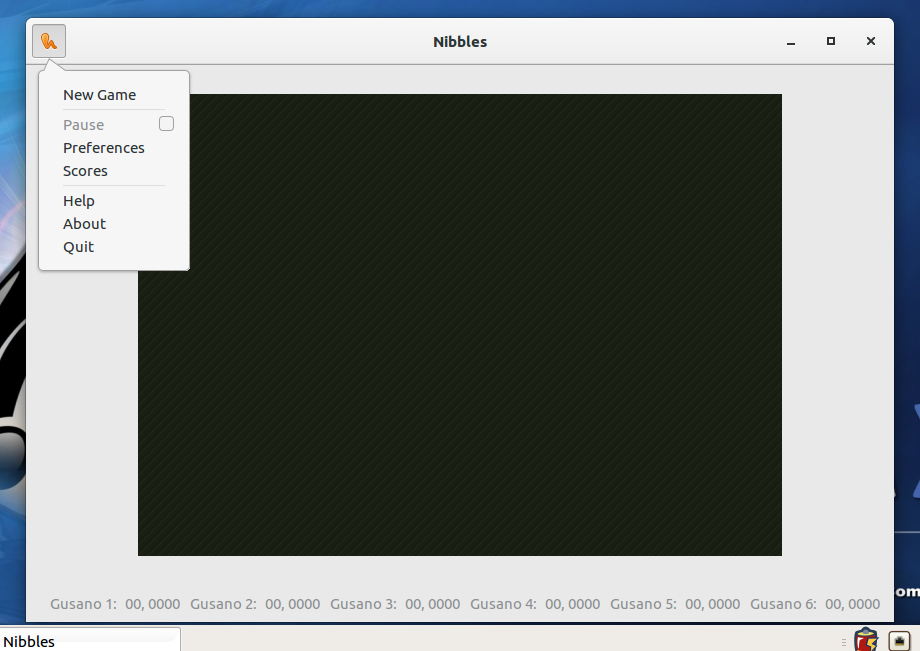 Nibbles
New Game
Pause
Preferences
Scores
Help
About
Quit
Gusano 1: 00, 0000 Gusano 2: 00, 0000 Gusano 3: 00, 0000 Gusano 4: 00, 0000 Gusano 5: 00, 0000 Gusano 6: 00, 0000
om
Nibbles